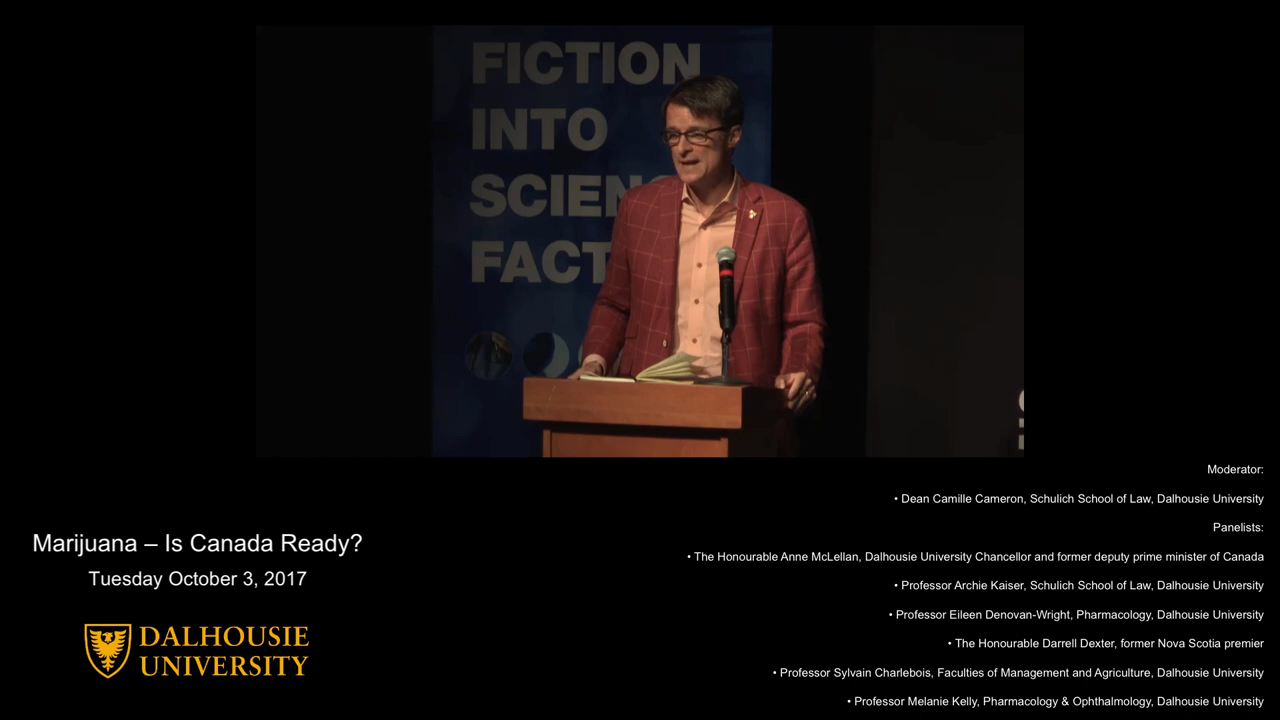 FICTION
INTO
SCIEN
FACT
Moderator:
• Dean Camille Cameron, Schulich School of Law, Dalhousie University
Panelists:
• The Honourable Anne McLellan, Dalhousie University Chancellor and former deputy prime minister of Canada
• Professor Archie Kaiser, Schulich School of Law, Dalhousie University
• Professor Eileen Denovan-Wright, Pharmacology, Dalhousie University
• The Honourable Darrell Dexter, former Nova Scotia premier
• Professor Sylvain Charlebois, Faculties of Management and Agriculture, Dalhousie University
• Professor Melanie Kelly, Pharmacology & Ophthalmology, Dalhousie University
Marijuana – Is Canada Ready?
Tuesday October 3, 2017
DALHOUSIE
UNIVERSITY